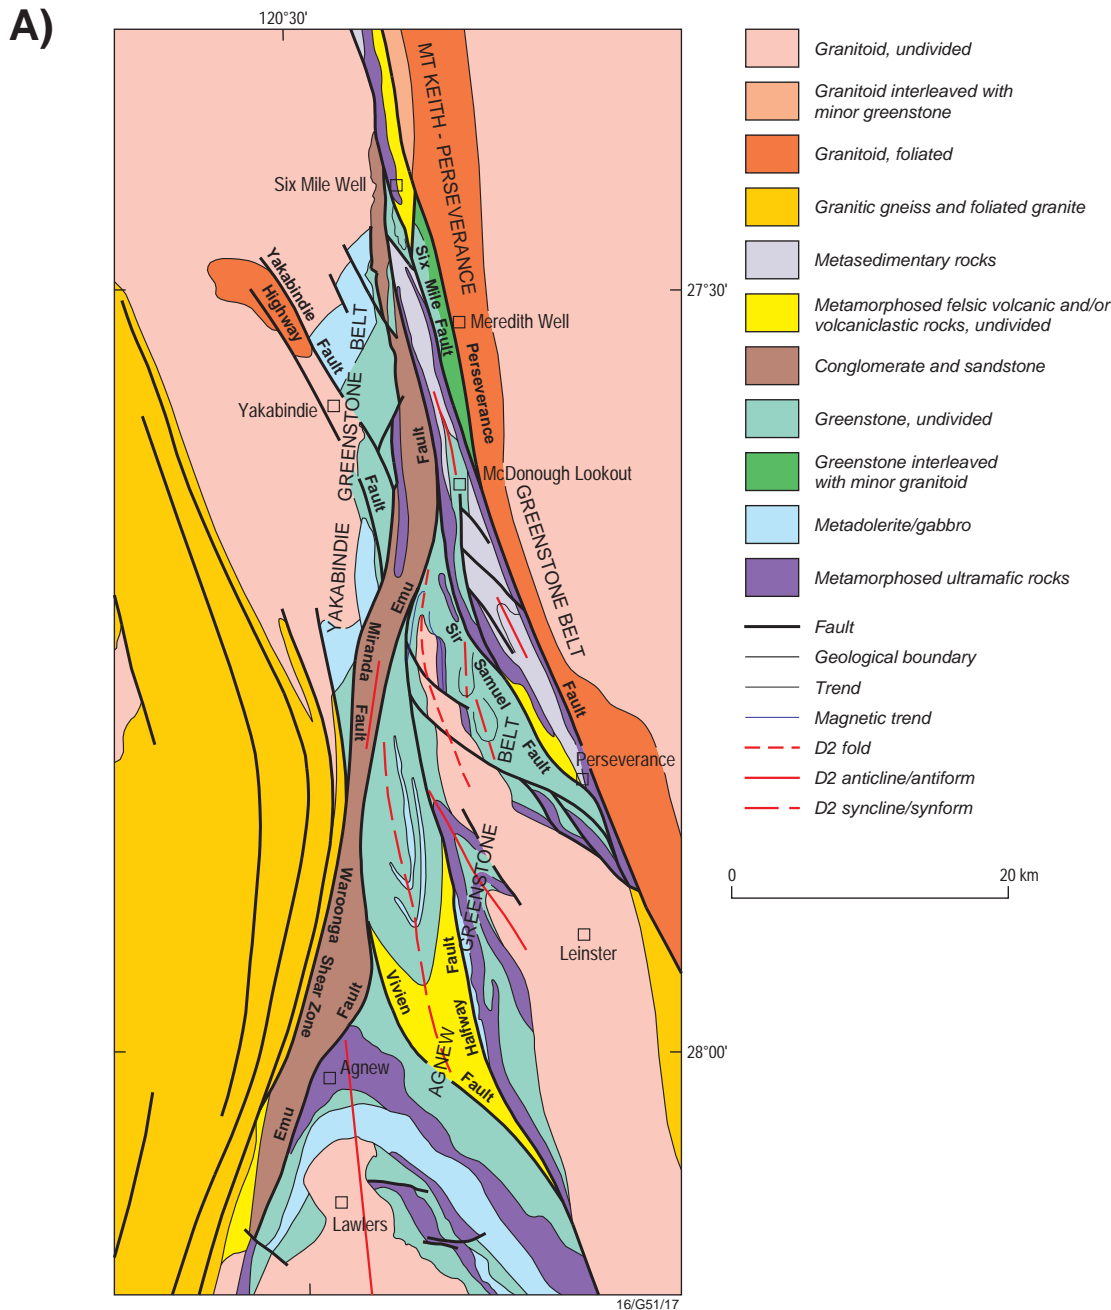 A)
120°30'
MT KEITH - PERSEVERANCE
Six Mile Well
Six Mile Fault
Yakabindie
Highway
Fault
27°30'
Meredith Well
YAKABINDIE GREENSTONE BELT
Perseverance
Yakabindie
Fault
McDonough Lookout
Fault
GREENSTONE BELT
Emu
Miranda
Fault
Sir Samuel
Fault
Fault
BELT
Perseverance
GREENSTONE
Waroonga Shear Zone
Leinster
Fault
Vivien
Halfway
Fault
AGNEW
28°00'
Agnew
Fault
Emu
Lawlers
16/G51/17
Granitoid, undivided
Granitoid interleaved with
minor greenstone
Granitoid, foliated
Granitic gneiss and foliated granite
Metasedimentary rocks
Metamorphosed felsic volcanic and/or
volcaniclastic rocks, undivided
Conglomerate and sandstone
Greenstone, undivided
Greenstone interleaved
with minor granitoid
Metadolerite/gabbro
Metamorphosed ultramafic rocks
Fault
Geological boundary
Trend
Magnetic trend
D2 fold
D2 anticline/antiform
D2 syncline/synform
0
20 km